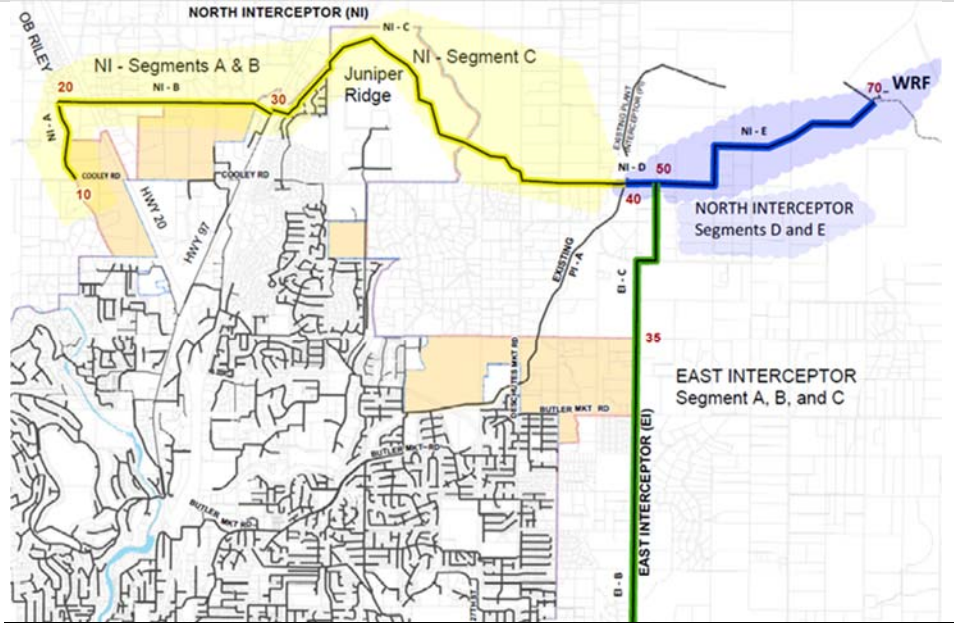 NORTH INTERCEPTOR (NI)
OB RILEY
NI - C
NI - Segments A & B
NI - Segment C
NI - B
20
30
Juniper
Ridge
NI - A
10
COOLEY RD
COOLEY RD
HWY 20
HWY 97
EXISTING PLANT
INTERCEPTOR (PI)
70
WRF
NI - E
NI - D
50
40
NORTH INTERCEPTOR
Segments D and E
EXISTING
PI - A
EI - C
35
EAST INTERCEPTOR
Segment A, B, and C
DESCHUTES MKT RD
BUTLER MKT RD
BUTLER MKT RD
BUTLER MKT RD
EAST INTERCEPTOR (EI)
EI - B
27TH ST